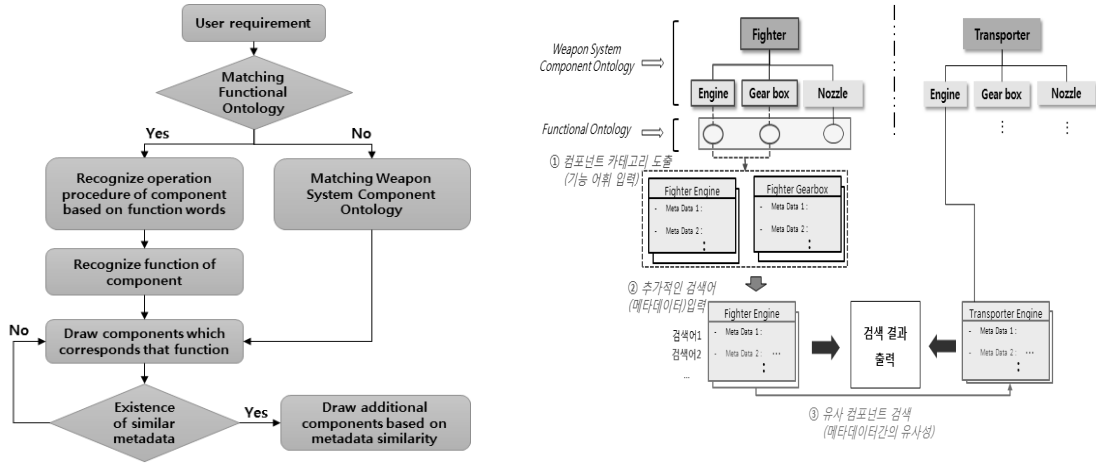 User requirement
Matching
Functional
Ontology
Yes
No
Recognize operation
procedure of component
based on function words
Matching Weapon
System Component
Ontology
Recognize function of
component
No
Draw components which
corresponds that function
Existence
of similar
metadata
Yes
Draw additional
components based on
metadata similarity
Weapon System
Component Ontology
Fighter
Transporter
Engine
Gear box
Nozzle
Engine
Gear box
Nozzle
Functional Ontology
① 컴포넌트 카테고리 도출
(기능 어휘 입력)
Fighter Engine
- Meta Data 1 :
- Meta Data 2 :
Fighter Gearbox
- Meta Data 1 :
- Meta Data 2 :
② 추가적인 검색어
(메타데이터)입력
검색어1
검색어2
...
Fighter Engine
- Meta Data 1 :
- Meta Data 2 : ...
검색 결과
출력
Transporter Engine
- Meta Data 1 :
- Meta Data 2 : ...
③ 유사 컴포넌트 검색
(메타데이터간의 유사성)